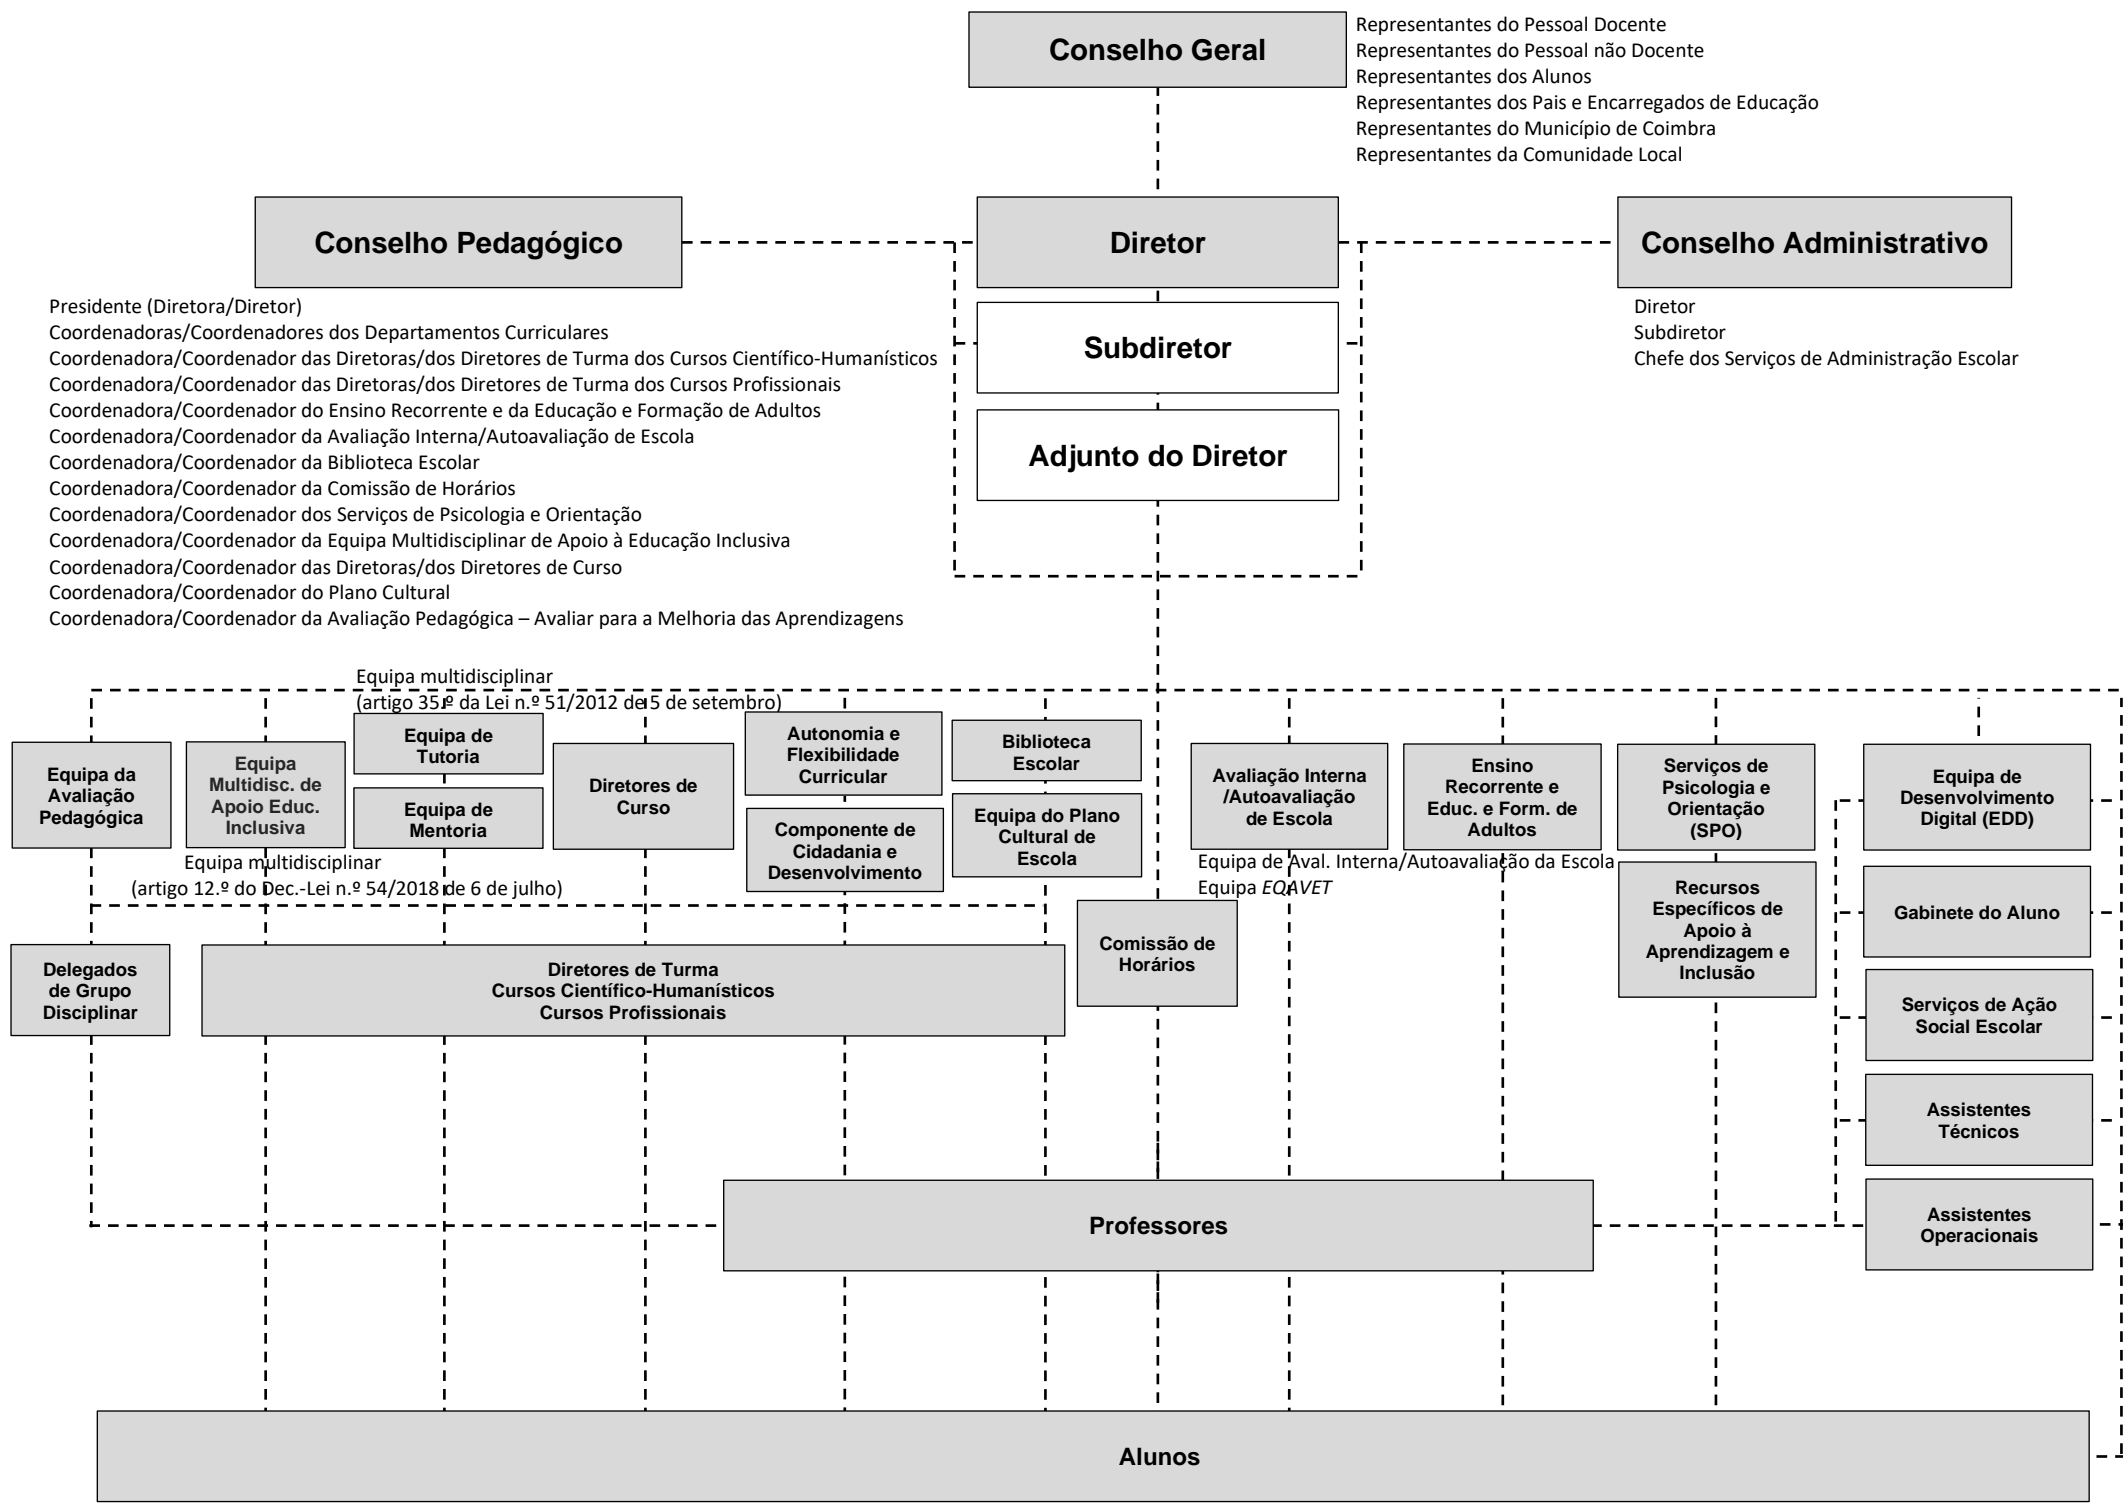 Conselho Geral
Representantes do Pessoal Docente
Representantes do Pessoal não Docente
Representantes dos Alunos
Representantes dos Pais e Encarregados de Educação
Representantes do Município de Coimbra
Representantes da Comunidade Local
Conselho Pedagógico
Diretor
Conselho Administrativo
Presidente (Diretora/Diretor)
Coordenadoras/Coordenadores dos Departamentos Curriculares
Coordenadora/Coordenador das Diretoras/dos Diretores de Turma dos Cursos Científico-Humanísticos
Coordenadora/Coordenador das Diretoras/dos Diretores de Turma dos Cursos Profissionais
Coordenadora/Coordenador do Ensino Recorrente e da Educação e Formação de Adultos
Coordenadora/Coordenador da Avaliação Interna/Autoavaliação de Escola
Coordenadora/Coordenador da Biblioteca Escolar
Coordenadora/Coordenador da Comissão de Horários
Coordenadora/Coordenador dos Serviços de Psicologia e Orientação
Coordenadora/Coordenador da Equipa Multidisciplinar de Apoio à Educação Inclusiva
Coordenadora/Coordenador das Diretoras/dos Diretores de Curso
Coordenadora/Coordenador do Plano Cultural
Coordenadora/Coordenador da Avaliação Pedagógica – Avaliar para a Melhoria das Aprendizagens
Subdiretor
Adjunto do Diretor
Diretor
Subdiretor
Chefe dos Serviços de Administração Escolar
Equipa multidisciplinar
(artigo 35.º da Lei n.º 51/2012 de 5 de setembro)
Equipa da
Avaliação
Pedagógica
Equipa
Multidisc. de
Apoio Educ.
Inclusiva
Equipa de
Tutoria
Equipa de
Mentoria
Diretores de
Curso
Autonomia e
Flexibilidade
Curricular
Componente de
Cidadania e
Desenvolvimento
Biblioteca
Escolar
Equipa do Plano
Cultural de
Escola
Avaliação Interna
/Autoavaliação
de Escola
Ensino
Recorrente e
Educ. e Form. de
Adultos
Serviços de
Psicologia e
Orientação
(SPO)
Equipa de
Desenvolvimento
Digital (EDD)
Equipa multidisciplinar
(artigo 12.º do Dec.-Lei n.º 54/2018 de 6 de julho)
Equipa de Aval. Interna/Autoavaliação da Escola
Equipa EQAVET
Recursos
Específicos de
Apoio à
Aprendizagem e
Inclusão
Gabinete do Aluno
Delegados
de Grupo
Disciplinar
Diretores de Turma
Cursos Científico-Humanísticos
Cursos Profissionais
Comissão de
Horários
Serviços de Ação
Social Escolar
Assistentes
Técnicos
Professores
Assistentes
Operacionais
Alunos